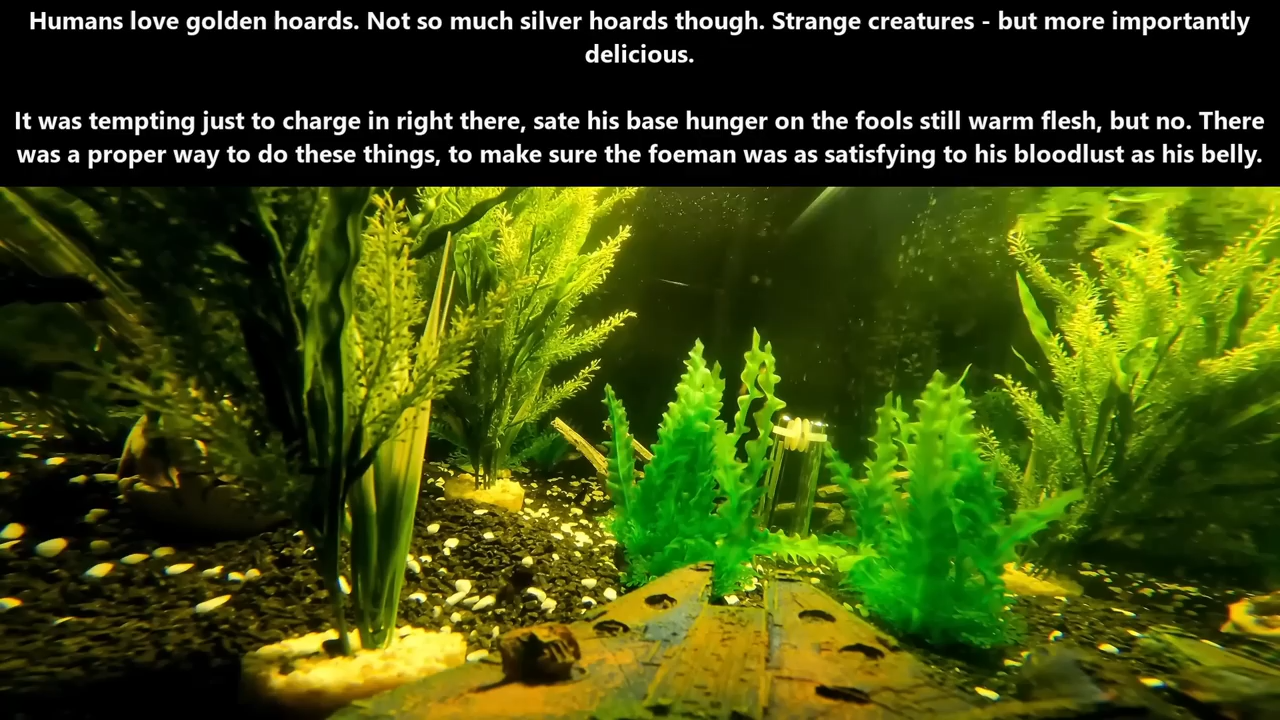 Humans love golden hoards. Not so much silver hoards though. Strange creatures - but more importantly
delicious.
It was tempting just to charge in right there, sate his base hunger on the fools still warm flesh, but no. There
was a proper way to do these things, to make sure the foeman was as satisfying to his bloodlust as his belly.